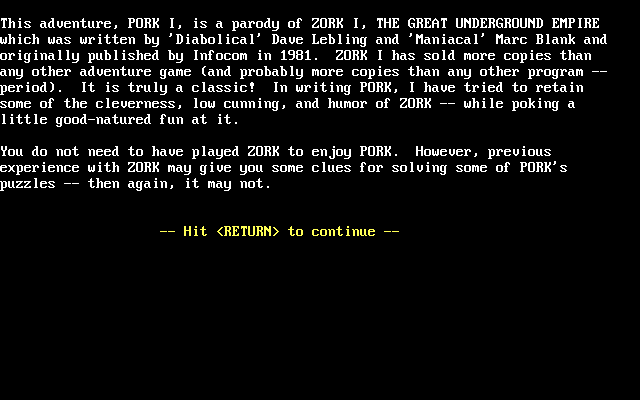 This adventure, PORK I, is a parody of ZORK I, THE GREAT UNDERGROUND EMPIRE
which was written by 'Diabolical' Dave Lebling and 'Maniacal' Marc Blank and
originally published by Infocom in 1981.  ZORK I has sold more copies than
any other adventure game (and probably more copies than any other program --
period).  It is truly a classic!  In writing PORK, I have tried to retain
some of the cleverness, low cunning, and humor of ZORK -- while poking a
little good-natured fun at it.
You do not need to have played ZORK to enjoy PORK.  However, previous
experience with ZORK may give you some clues for solving some of PORK's
puzzles -- then again, it may not.
-- Hit <RETURN> to continue --